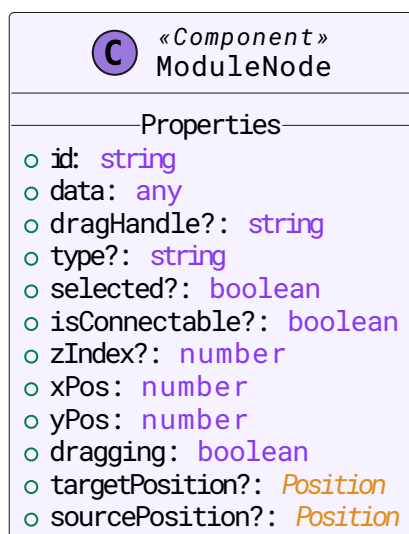 C «Component»
ModuleNode
Properties
id: string
data: any
dragHandle?: string
type?: string
selected?: boolean
isConnectable?: boolean
zIndex?: number
xPos: number
yPos: number
dragging: boolean
targetPosition?: Position
sourcePosition?: Position